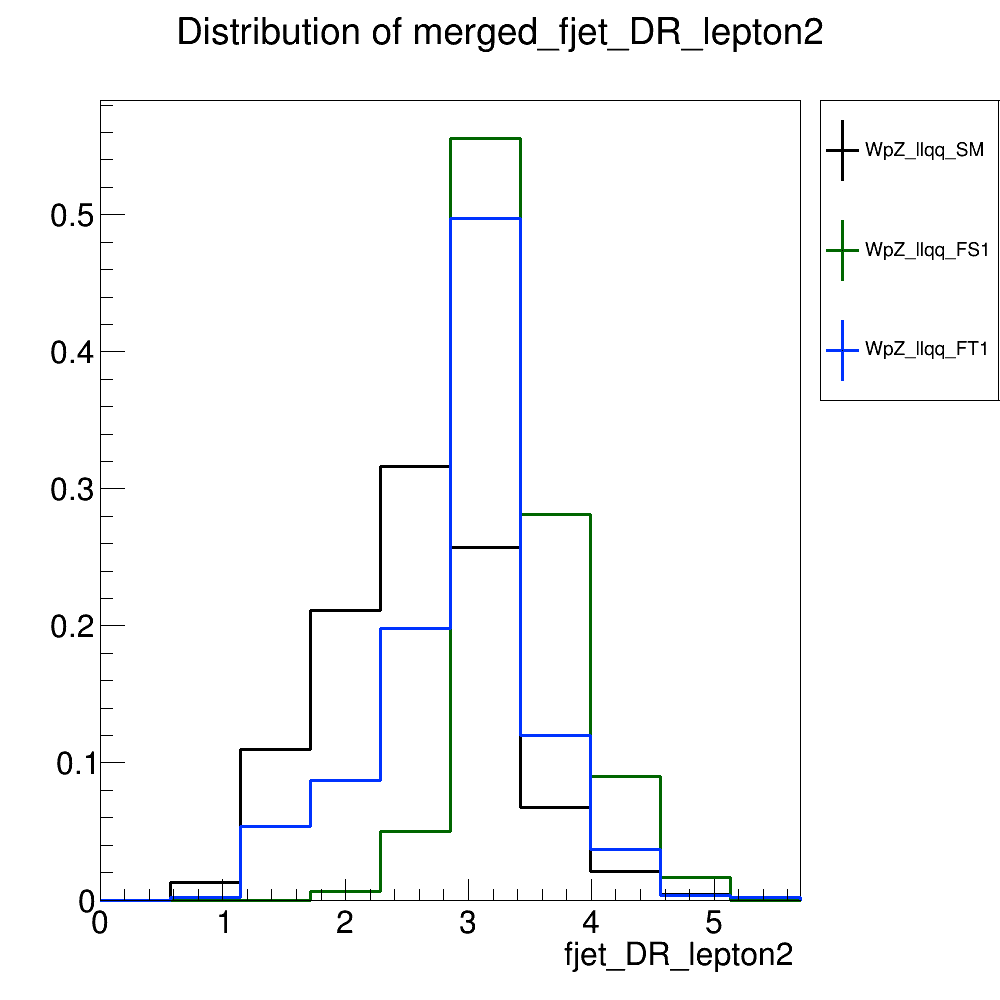 Distribution of merged_fjet_DR_lepton2
WpZ_llqq_SM
WpZ_llqq_FS1
WpZ_llqq_FT1
0.5
0.4
0.3
0.2
0.1
0
0 1 2 3 4 5
fjet_DR_lepton2